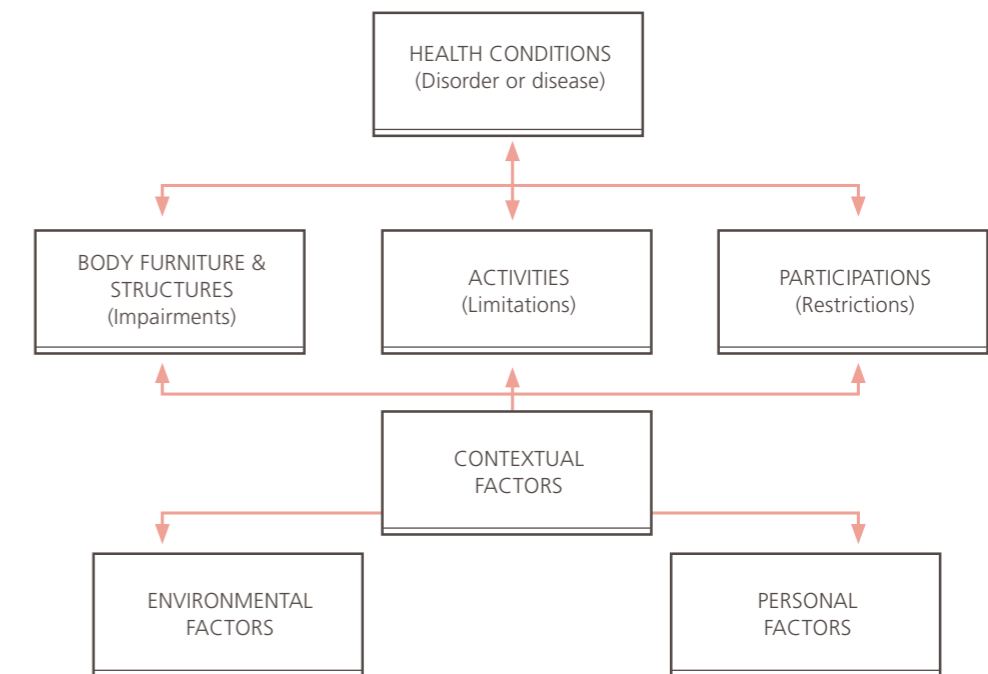 HEALTH CONDITIONS
(Disorder or disease)
BODY FURNITURE &
STRUCTURES
(Impairments)
ACTIVITIES
(Limitations)
PARTICIPATIONS
(Restrictions)
CONTEXTUAL
FACTORS
ENVIRONMENTAL
FACTORS
PERSONAL
FACTORS